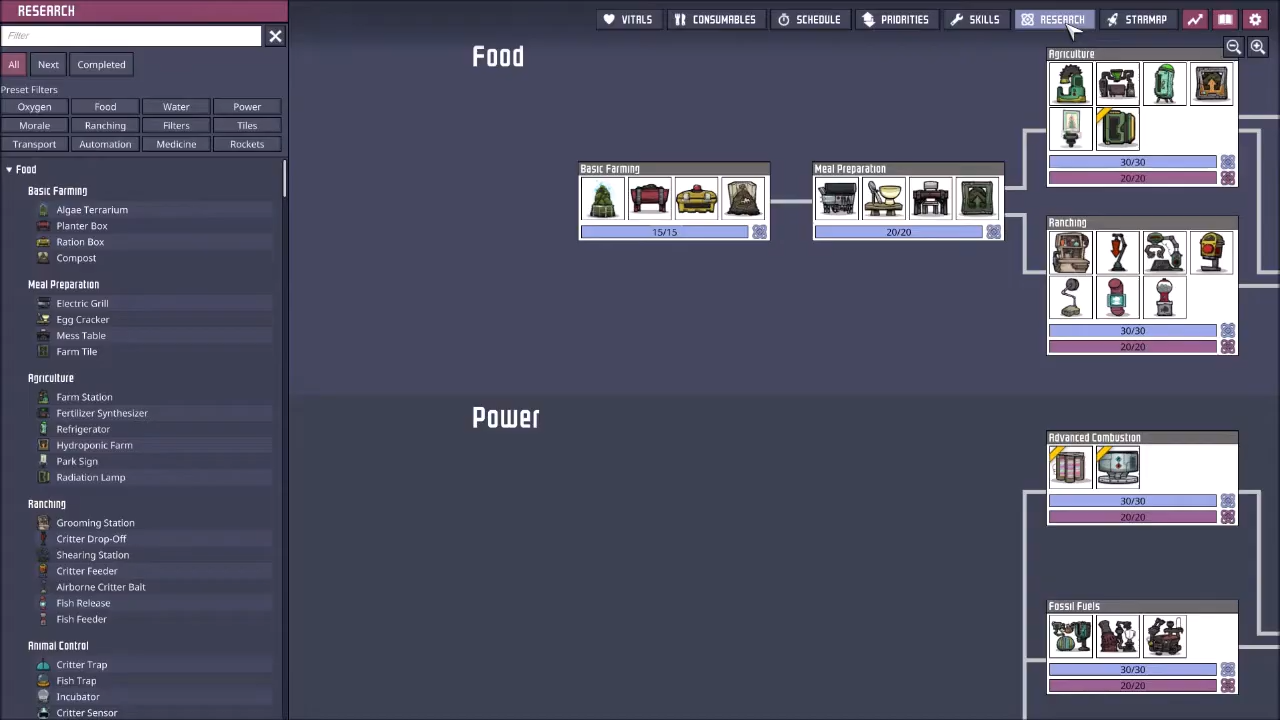 RESEARCH
VITALS
CONSUMABLES
SCHEDULE
PRIORITIES
SKILLS
RESEARCH
STARMAP
Filter
All
Next
Completed
Preset Filters
Oxygen
Food
Water
Power
Morale
Ranching
Filters
Tiles
Transport
Automation
Medicine
Rockets
Food
Basic Farming
Algae Terrarium
Planter Box
Ration Box
Compost
Meal Preparation
Electric Grill
Egg Cracker
Mess Table
Farm Tile
Agriculture
Farm Station
Fertilizer Synthesizer
Refrigerator
Hydroponic Farm
Park Sign
Radiation Lamp
Ranching
Grooming Station
Critter Drop-Off
Shearing Station
Critter Feeder
Airborne Critter Bait
Fish Release
Fish Feeder
Animal Control
Critter Trap
Fish Trap
Incubator
Critter Sensor
Food
Basic Farming
15/15
Meal Preparation
20/20
Agriculture
30/30
20/20
Ranching
30/30
20/20
Power
Advanced Combustion
30/30
20/20
Fossil Fuels
30/30
20/20